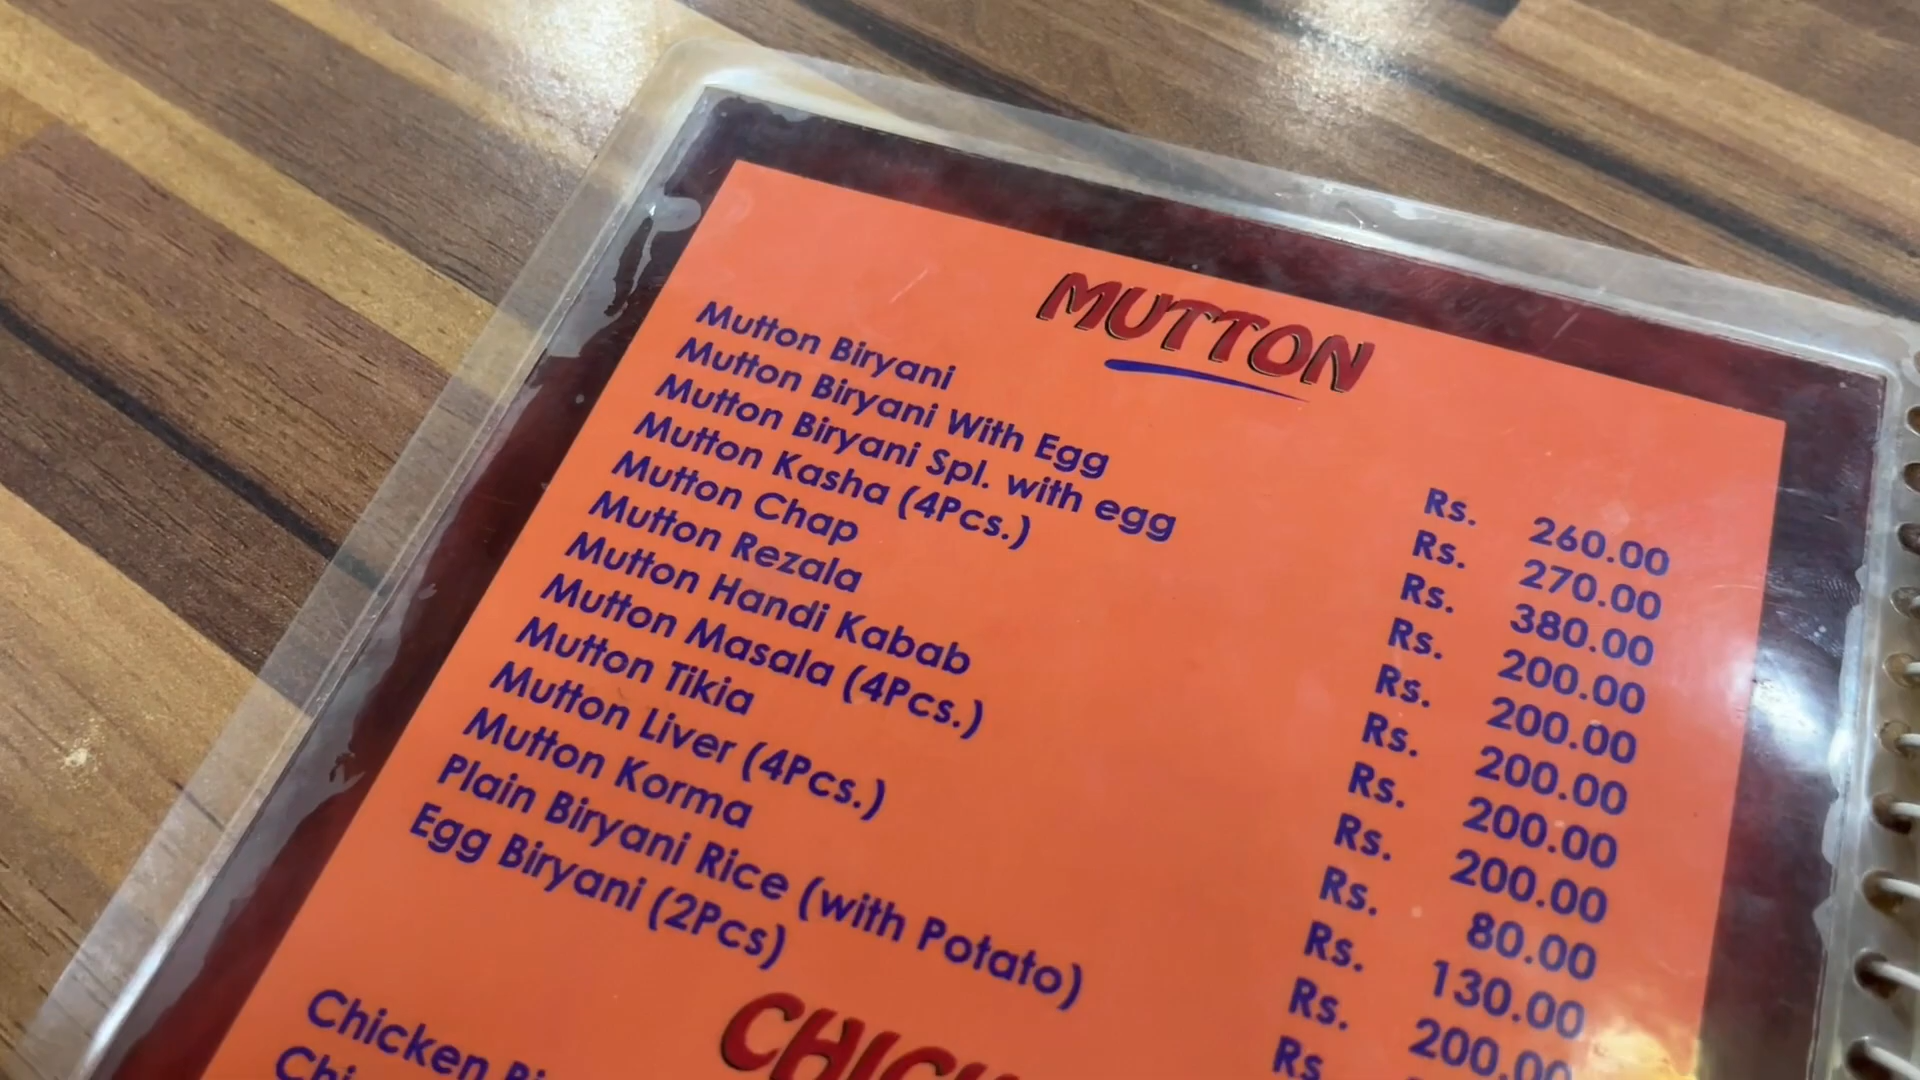 MUTTON
Mutton Biryani Rs. 260.00
Mutton Biryani With Egg Rs. 270.00
Mutton Biryani Spl. with egg Rs. 380.00
Mutton Kasha (4Pcs.) Rs. 200.00
Mutton Chap Rs. 200.00
Mutton Rezala Rs. 200.00
Mutton Handi Kabab Rs. 200.00
Mutton Masala (4Pcs.) Rs. 200.00
Mutton Tikia Rs. 80.00
Mutton Liver (4Pcs.) Rs. 130.00
Mutton Korma Rs. 200.00
Plain Biryani Rice (with Potato) Rs.
Egg Biryani (2Pcs)
Chicken